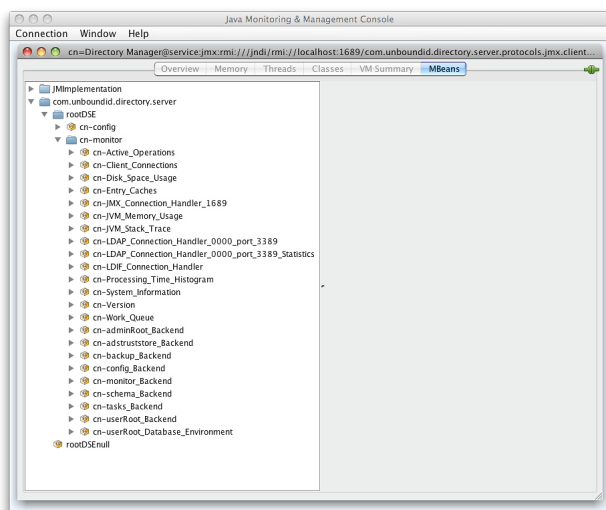 Java Monitoring & Management Console
Connection Window Help
cn=Directory Manager@service:jmx:rmi:///jndi/rmi://localhost:1689/com.unboundid.directory.server.protocols.jmx.client...
Overview Memory Threads Classes VM Summary MBeans
JMImplementation
com.unboundid.directory.server
rootDSE
cn-config
cn-monitor
cn-Active_Operations
cn-Client_Connections
cn-Disk_Space_Usage
cn-Entry_Caches
cn-JMX_Connection_Handler_1689
cn-JVM_Memory_Usage
cn-JVM_Stack_Trace
cn-LDAP_Connection_Handler_0000_port_3389
cn-LDAP_Connection_Handler_0000_port_3389_Statistics
cn-LDIF_Connection_Handler
cn-Processing_Time_Histogram
cn-System_Information
cn-Version
cn-Work_Queue
cn-adminRoot_Backend
cn-adstruststore_Backend
cn-backup_Backend
cn-config_Backend
cn-monitor_Backend
cn-schema_Backend
cn-tasks_Backend
cn-userRoot_Backend
cn-userRoot_Database_Environment
rootDSEnull